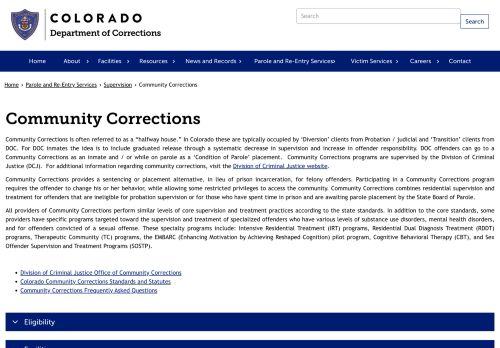 COLORADO
Department of Corrections
Search
Search
Home
About
Facilities
Resources
News and Records
Parole and Re-Entry Services
Victim Services
Careers
Contact
Home › Parole and Re-Entry Services › Supervision › Community Corrections
Community Corrections
Community Corrections is often referred to as a “halfway house.” In Colorado these are typically occupied by ‘Diversion’ clients from Probation / judicial and ‘Transition’ clients from
DOC. For DOC inmates the idea is to include graduated release through a systematic decrease in supervision and increase in offender responsibility. DOC offenders can go to a
Community Corrections as an inmate and / or while on parole as a ‘Condition of Parole’ placement. Community Corrections programs are supervised by the Division of Criminal
Justice (DCJ). For additional information regarding community corrections, visit the Division of Criminal Justice website.
Community Corrections provides a sentencing or placement alternative, in lieu of prison incarceration, for felony offenders. Participating in a Community Corrections program
requires the offender to change his or her behavior, while allowing some restricted privileges to access the community. Community Corrections combines residential supervision and
treatment for offenders that are ineligible for probation supervision or for those who have spent time in prison and are awaiting parole placement by the State Board of Parole.
All providers of Community Corrections perform similar levels of core supervision and treatment practices according to the state standards. In addition to the core standards, some
providers have specific programs targeted toward the supervision and treatment of specialized offenders who have various levels of substance use disorders, mental health disorders,
and for offenders convicted of a sexual offense. These specialty programs include: Intensive Residential Treatment (IRT) programs, Residential Dual Diagnosis Treatment (RDDT)
programs, Therapeutic Community (TC) programs, the EMBARC (Enhancing Motivation by Achieving Reshaped Cognition) pilot program, Cognitive Behavioral Therapy (CBT), and Sex
Offender Supervision and Treatment Programs (SOSTP).
Division of Criminal Justice Office of Community Corrections
Colorado Community Corrections Standards and Statutes
Community Corrections Frequently Asked Questions
Eligibility